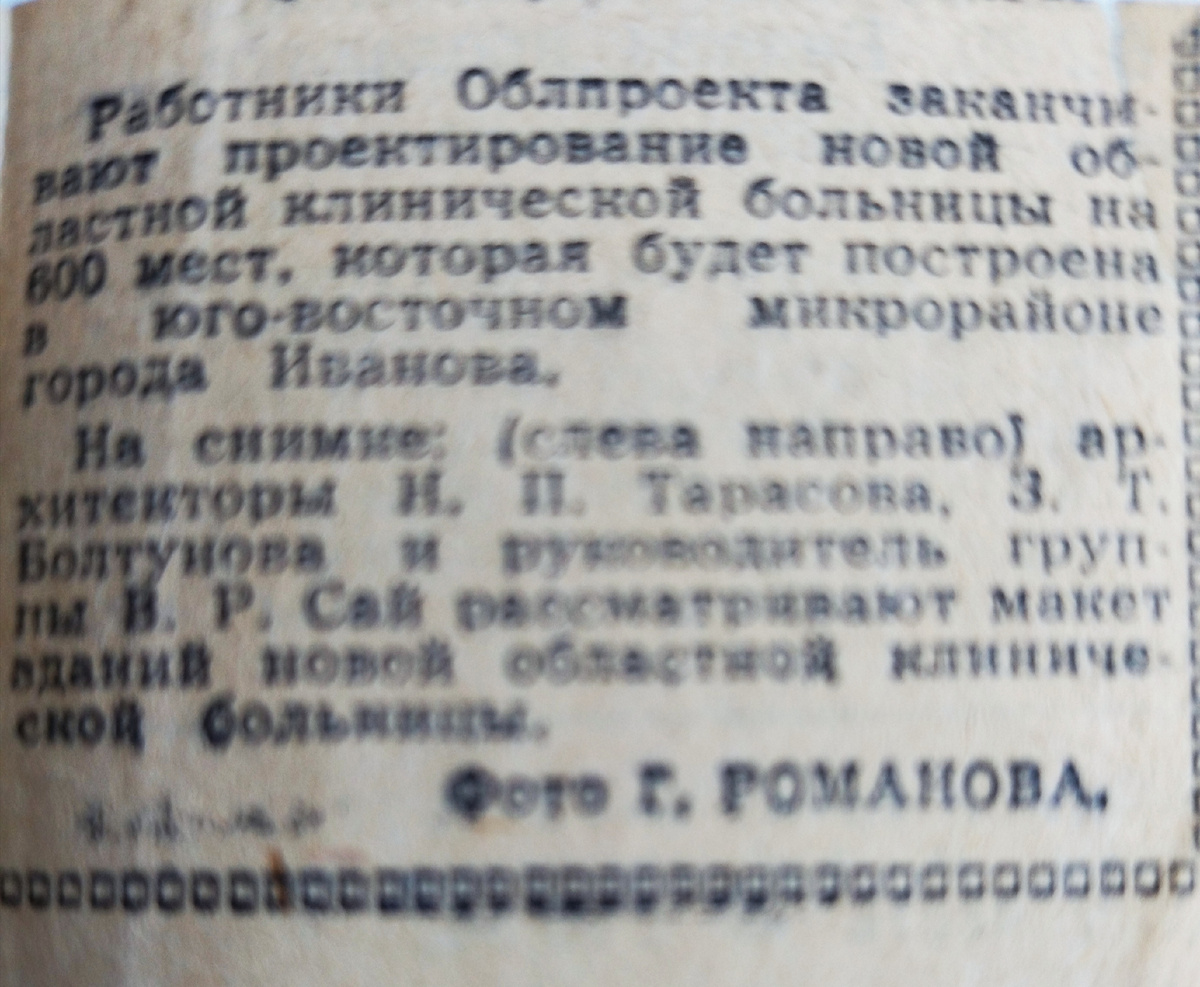 Работники Облпроекта заканчи-
вают проектирование новой об-
ластной клинической больницы на
600 мест, которая будет построена
в юго-восточном микрорайоне
города Иванова.
На снимке: (слева направо) ар-
хитекторы Н. П. Тарасова, З. Т.
Болтунова и руководитель груп-
пы В. Р. Сай рассматривают макет
зданий новой областной клиниче-
ской больницы.
Фото Г. РОМАНОВА.